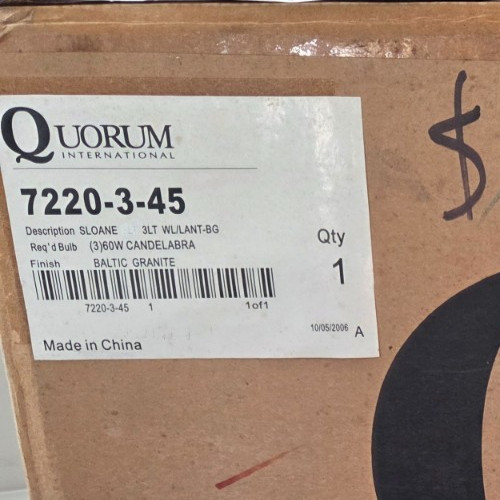 QUORUM
INTERNATIONAL
7220-3-45
Description SLOANE 3LT WL/LANT-BG
Req'd Bulb (3)60W CANDELABRA
Finish BALTIC GRANITE
Qty
1
7220-3-45 1 1of1
10/05/2006 A
Made in China
$